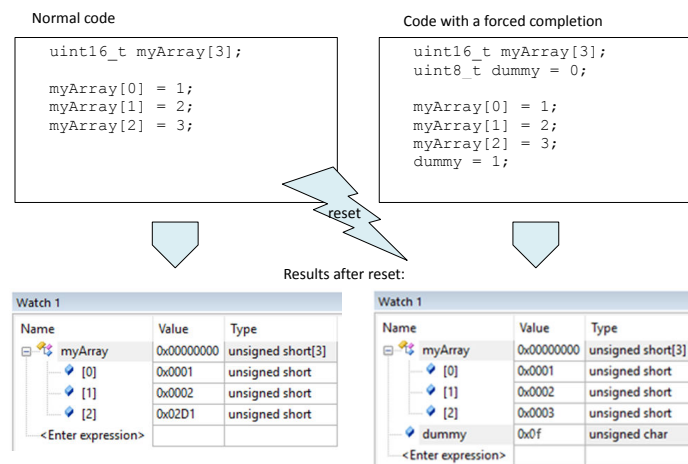 Normal code
uint16_t myArray[3];
myArray[0] = 1;
myArray[1] = 2;
myArray[2] = 3;
Code with a forced completion
uint16_t myArray[3];
uint8_t dummy = 0;
myArray[0] = 1;
myArray[1] = 2;
myArray[2] = 3;
dummy = 1;
reset
Results after reset:
Watch 1
Name Value Type
myArray 0x00000000 unsigned short[3]
[0] 0x0001 unsigned short
[1] 0x0002 unsigned short
[2] 0x02D1 unsigned short
<Enter expression>
Watch 1
Name Value Type
myArray 0x00000000 unsigned short[3]
[0] 0x0001 unsigned short
[1] 0x0002 unsigned short
[2] 0x0003 unsigned short
dummy 0x0f unsigned char
<Enter expression>